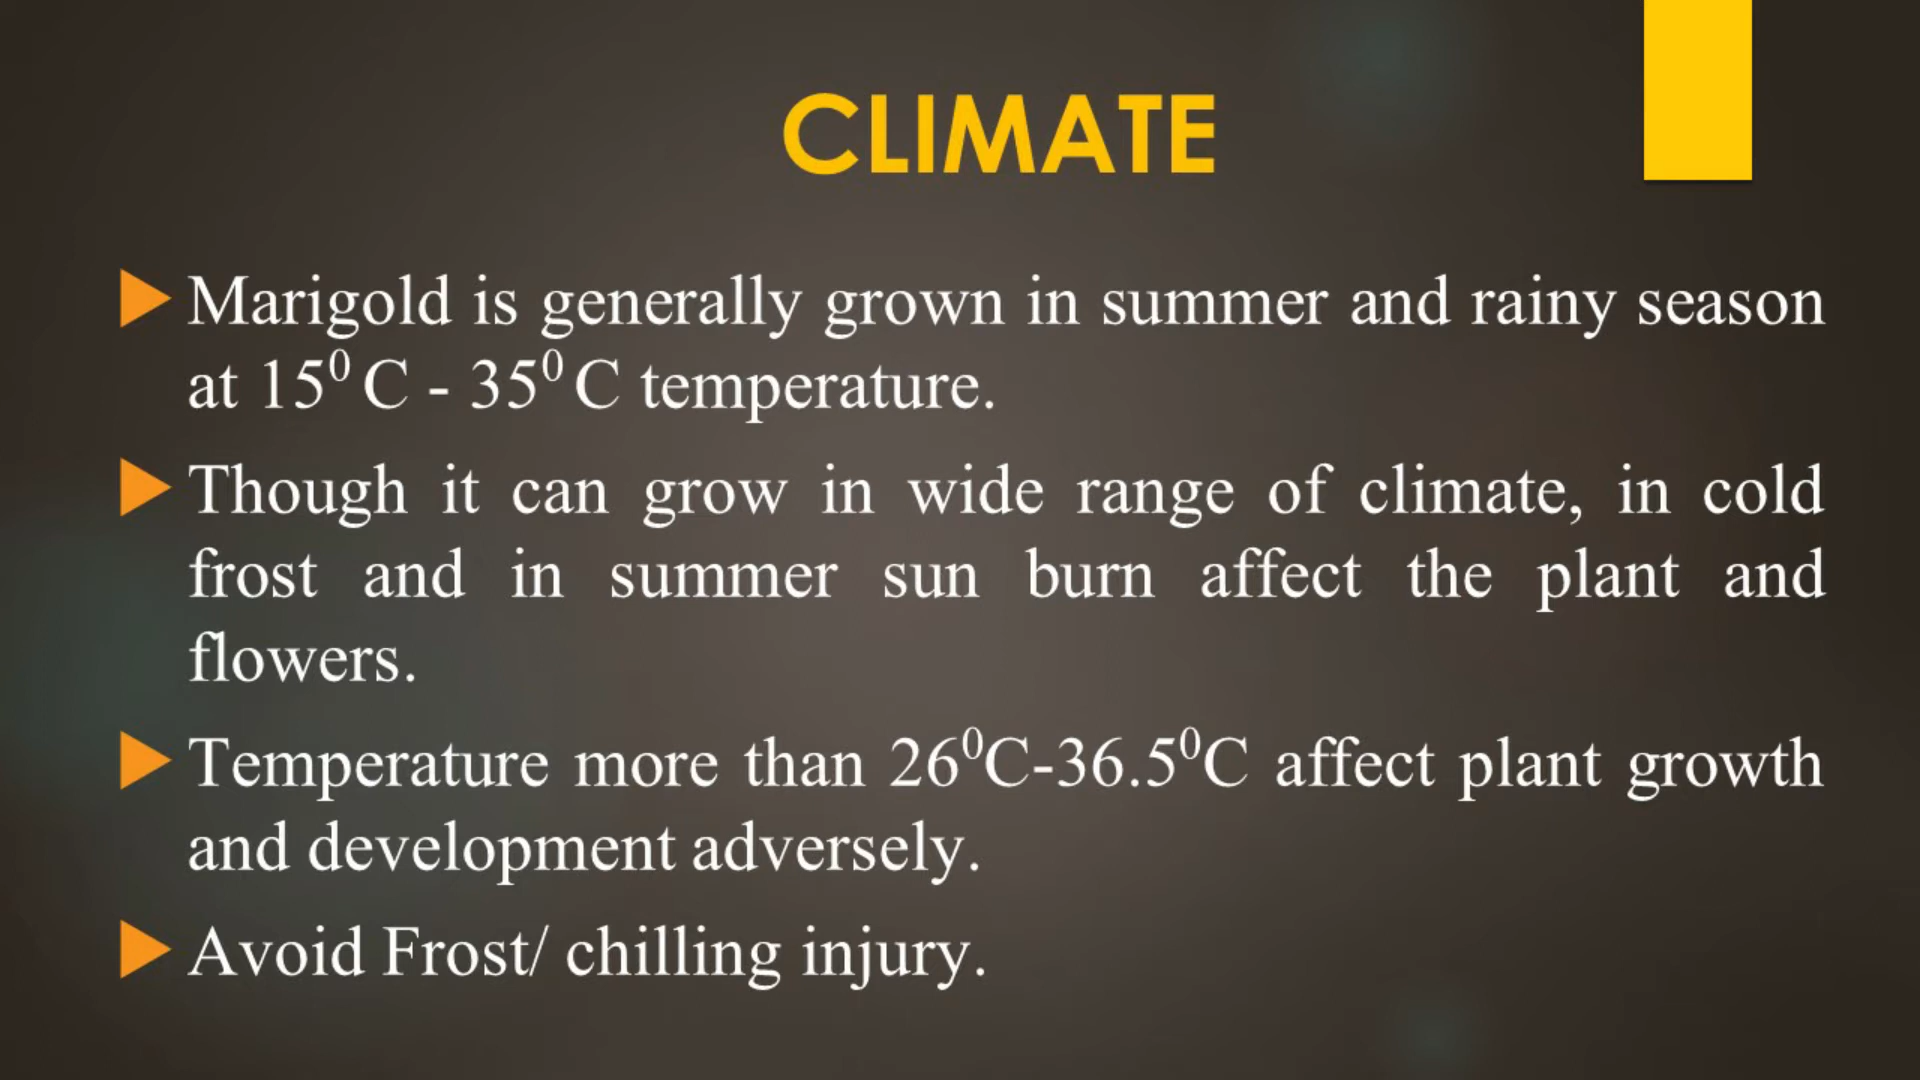 CLIMATE
Marigold is generally grown in summer and rainy season
at 15⁰ C - 35⁰ C temperature.
Though it can grow in wide range of climate, in cold
frost and in summer sun burn affect the plant and
flowers.
Temperature more than 26⁰C-36.5⁰C affect plant growth
and development adversely.
Avoid Frost/ chilling injury.